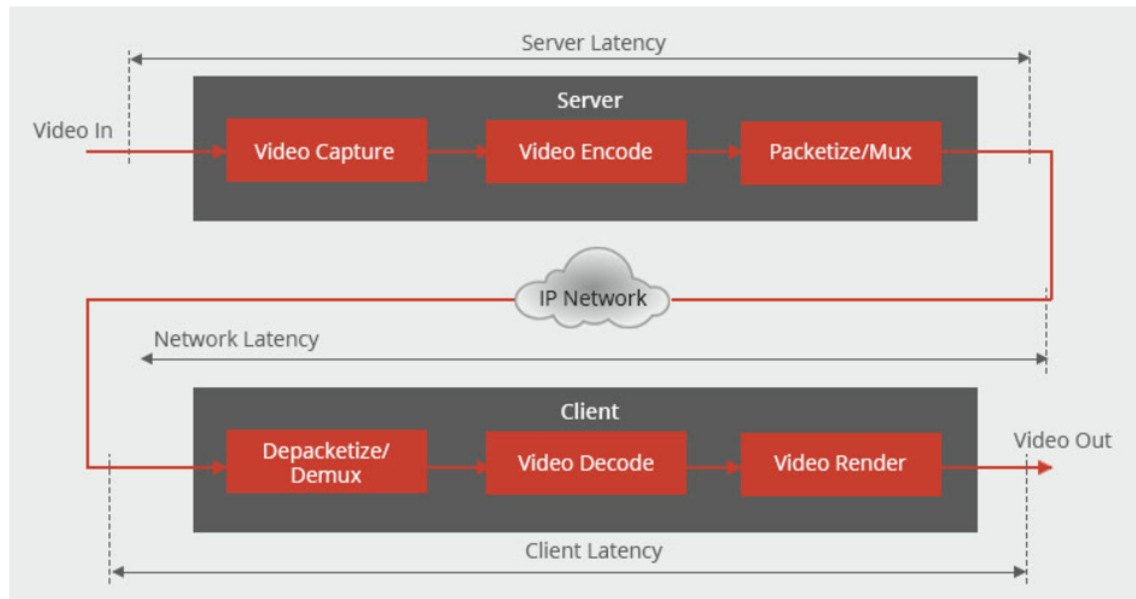 Server Latency
Server
Video In
Video Capture
Video Encode
Packetize/Mux
IP Network
Network Latency
Client
Video Out
Depacketize/
Demux
Video Decode
Video Render
Client Latency